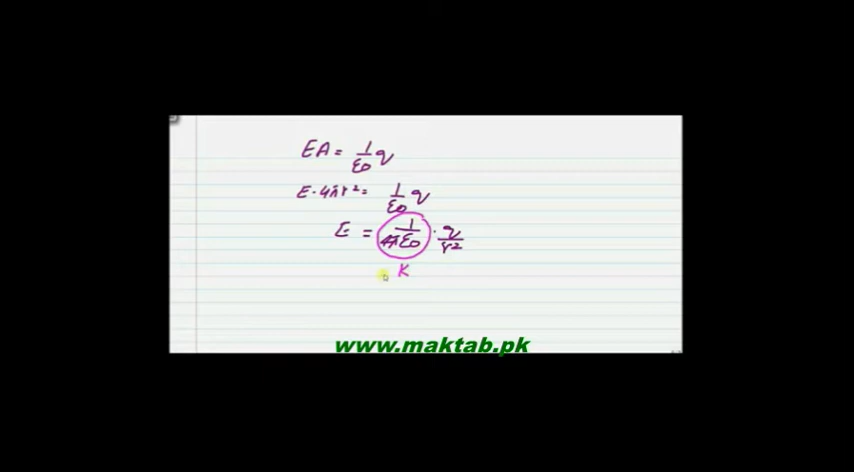 EA = 1/ε0 q
E · 4πr² = 1/ε0 q
E = 1/4πε0 · q/r²
K
www.maktab.pk